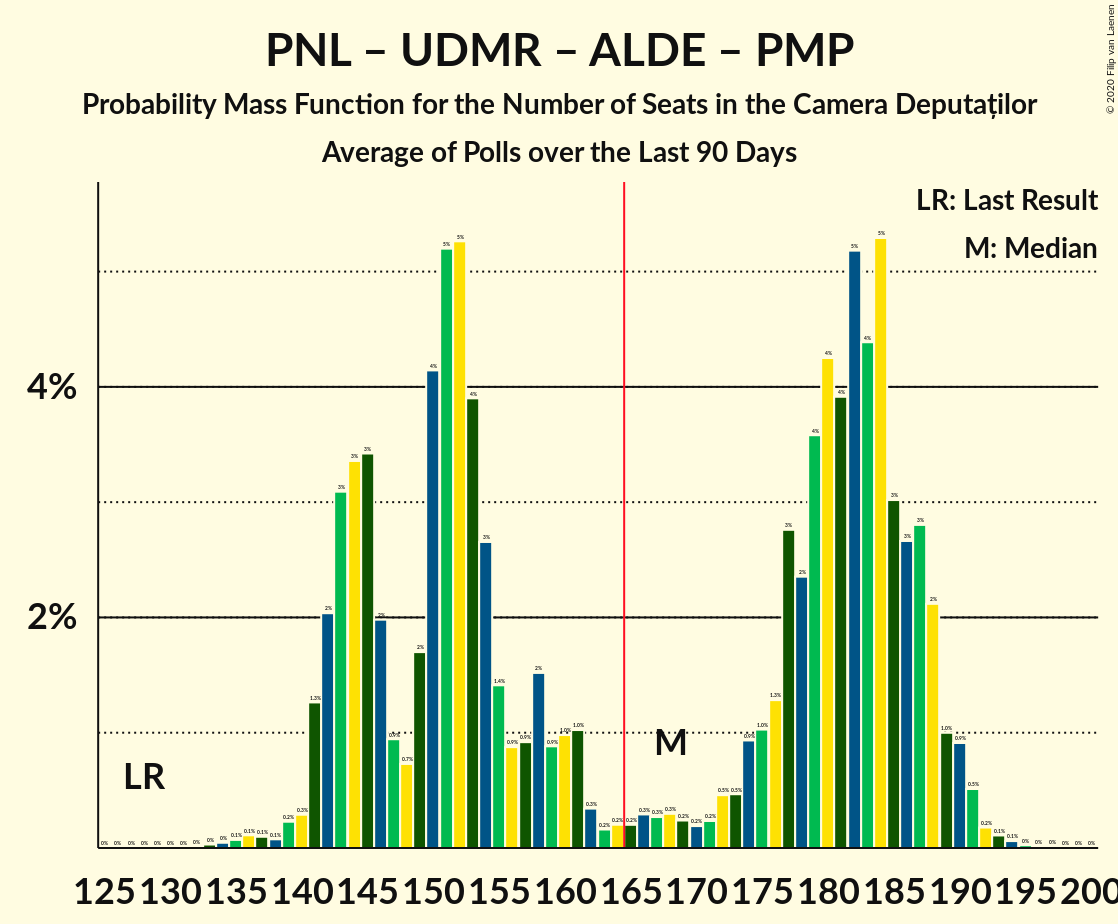 © 2020 Filip van Laenen
PNL – UDMR – ALDE – PMP
Probability Mass Function for the Number of Seats in the Camera Deputaților
Average of Polls over the Last 90 Days
LR: Last Result
M: Median
4%
2%
LR
M
125 130 135 140 145 150 155 160 165 170 175 180 185 190 195 200